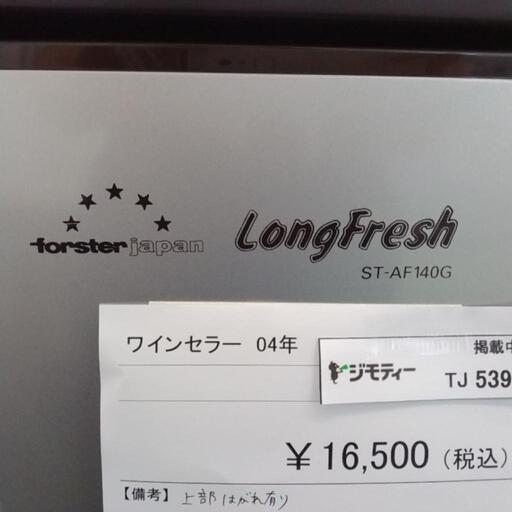 forster japan
LongFresh
ST-AF140G
ワインセラー 04年
掲載中
ジモティー
TJ 539
￥16,500 (税込)
【備考】上部はがれ有り